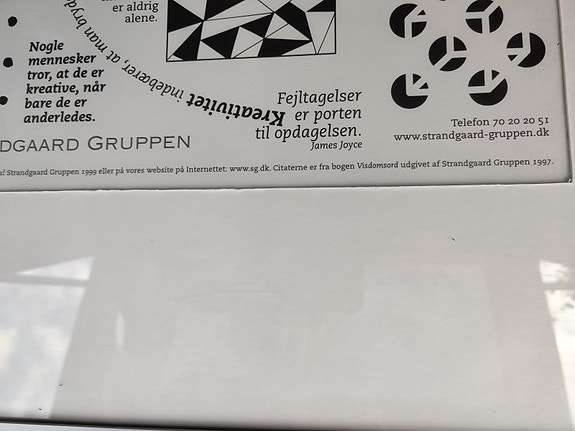 er aldrig
alene.
Nogle
mennesker
tror, at de er
kreative, når
bare de er
anderledes.
Kreativitet indebærer, at man bryd
Fejltagelser
er porten
til opdagelsen.
James Joyce
DGAARD GRUPPEN
Telefon 70 20 20 51
www.strandgaard-gruppen.dk
af Strandgaard Gruppen 1999 eller på vores website på Internettet: www.sg.dk. Citaterne er fra bogen Visdomsord udgivet af Strandgaard Gruppen 1997.